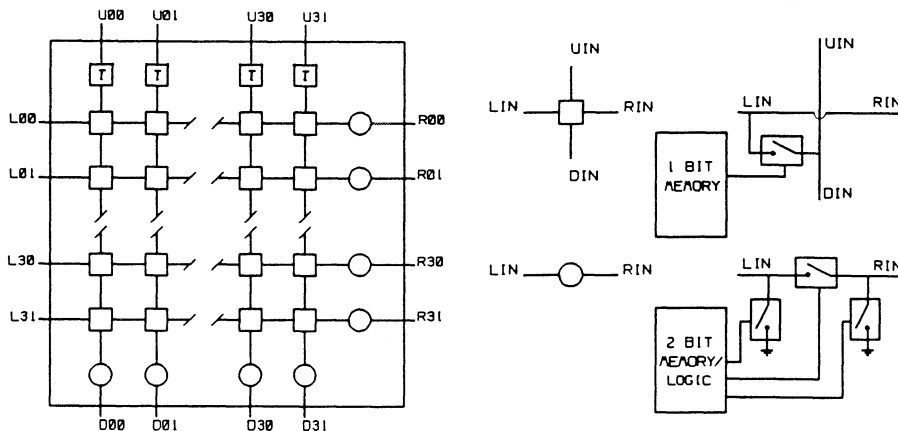 U00 U01 U30 U31
T T T T
L00 R00
L01 R01
L30 R30
L31 R31
D00 D01 D30 D31
UIN
LIN RIN
DIN
UIN
LIN RIN
1 BIT
MEMORY
DIN
LIN RIN
LIN RIN
2 BIT
MEMORY/
LOGIC